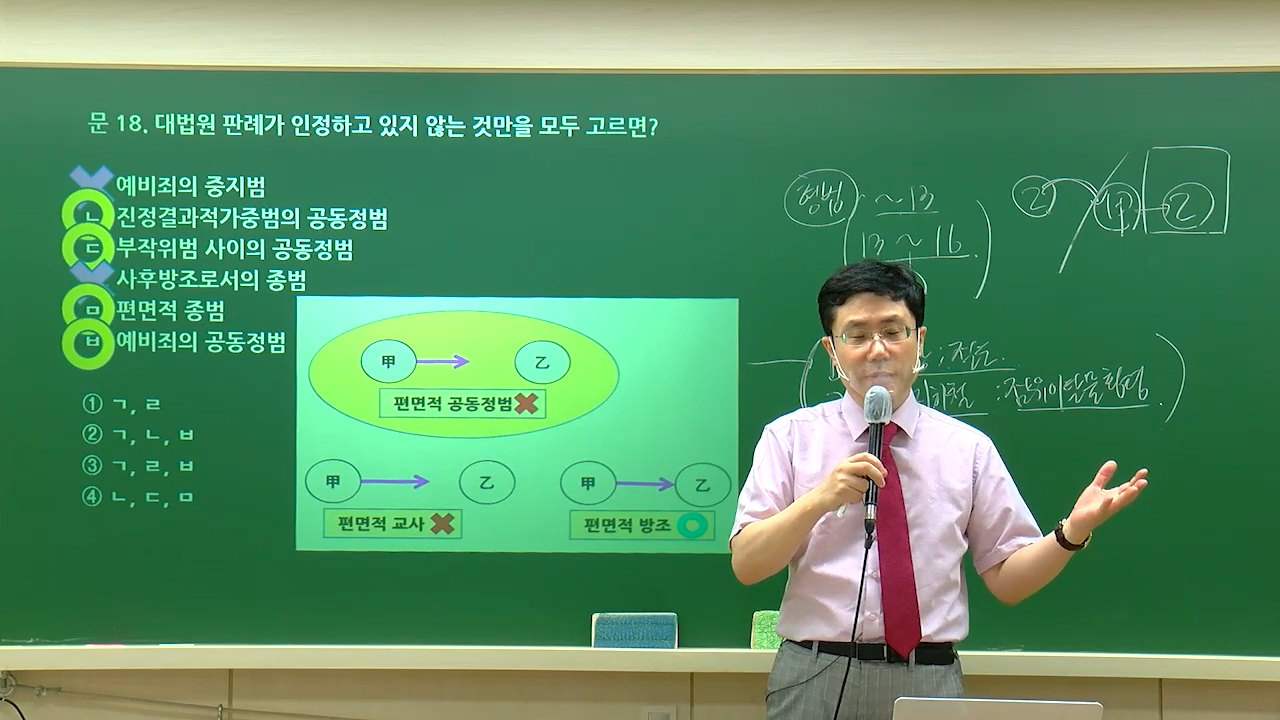 문 18. 대법원 판례가 인정하고 있지 않는 것만을 모두 고르면?
예비죄의 중지범
ㄴ 진정결과적가중범의 공동정범
ㄷ 부작위범 사이의 공동정범
사후방조로서의 종범
ㅁ 편면적 종범
ㅂ 예비죄의 공동정범
① ㄱ, ㄹ
② ㄱ, ㄴ, ㅂ
③ ㄱ, ㄹ, ㅂ
④ ㄴ, ㄷ, ㅁ
甲 乙
편면적 공동정범
甲 乙
편면적 교사
甲 乙
편면적 방조
형법 ~13
13 ~ 16
乙 甲 乙